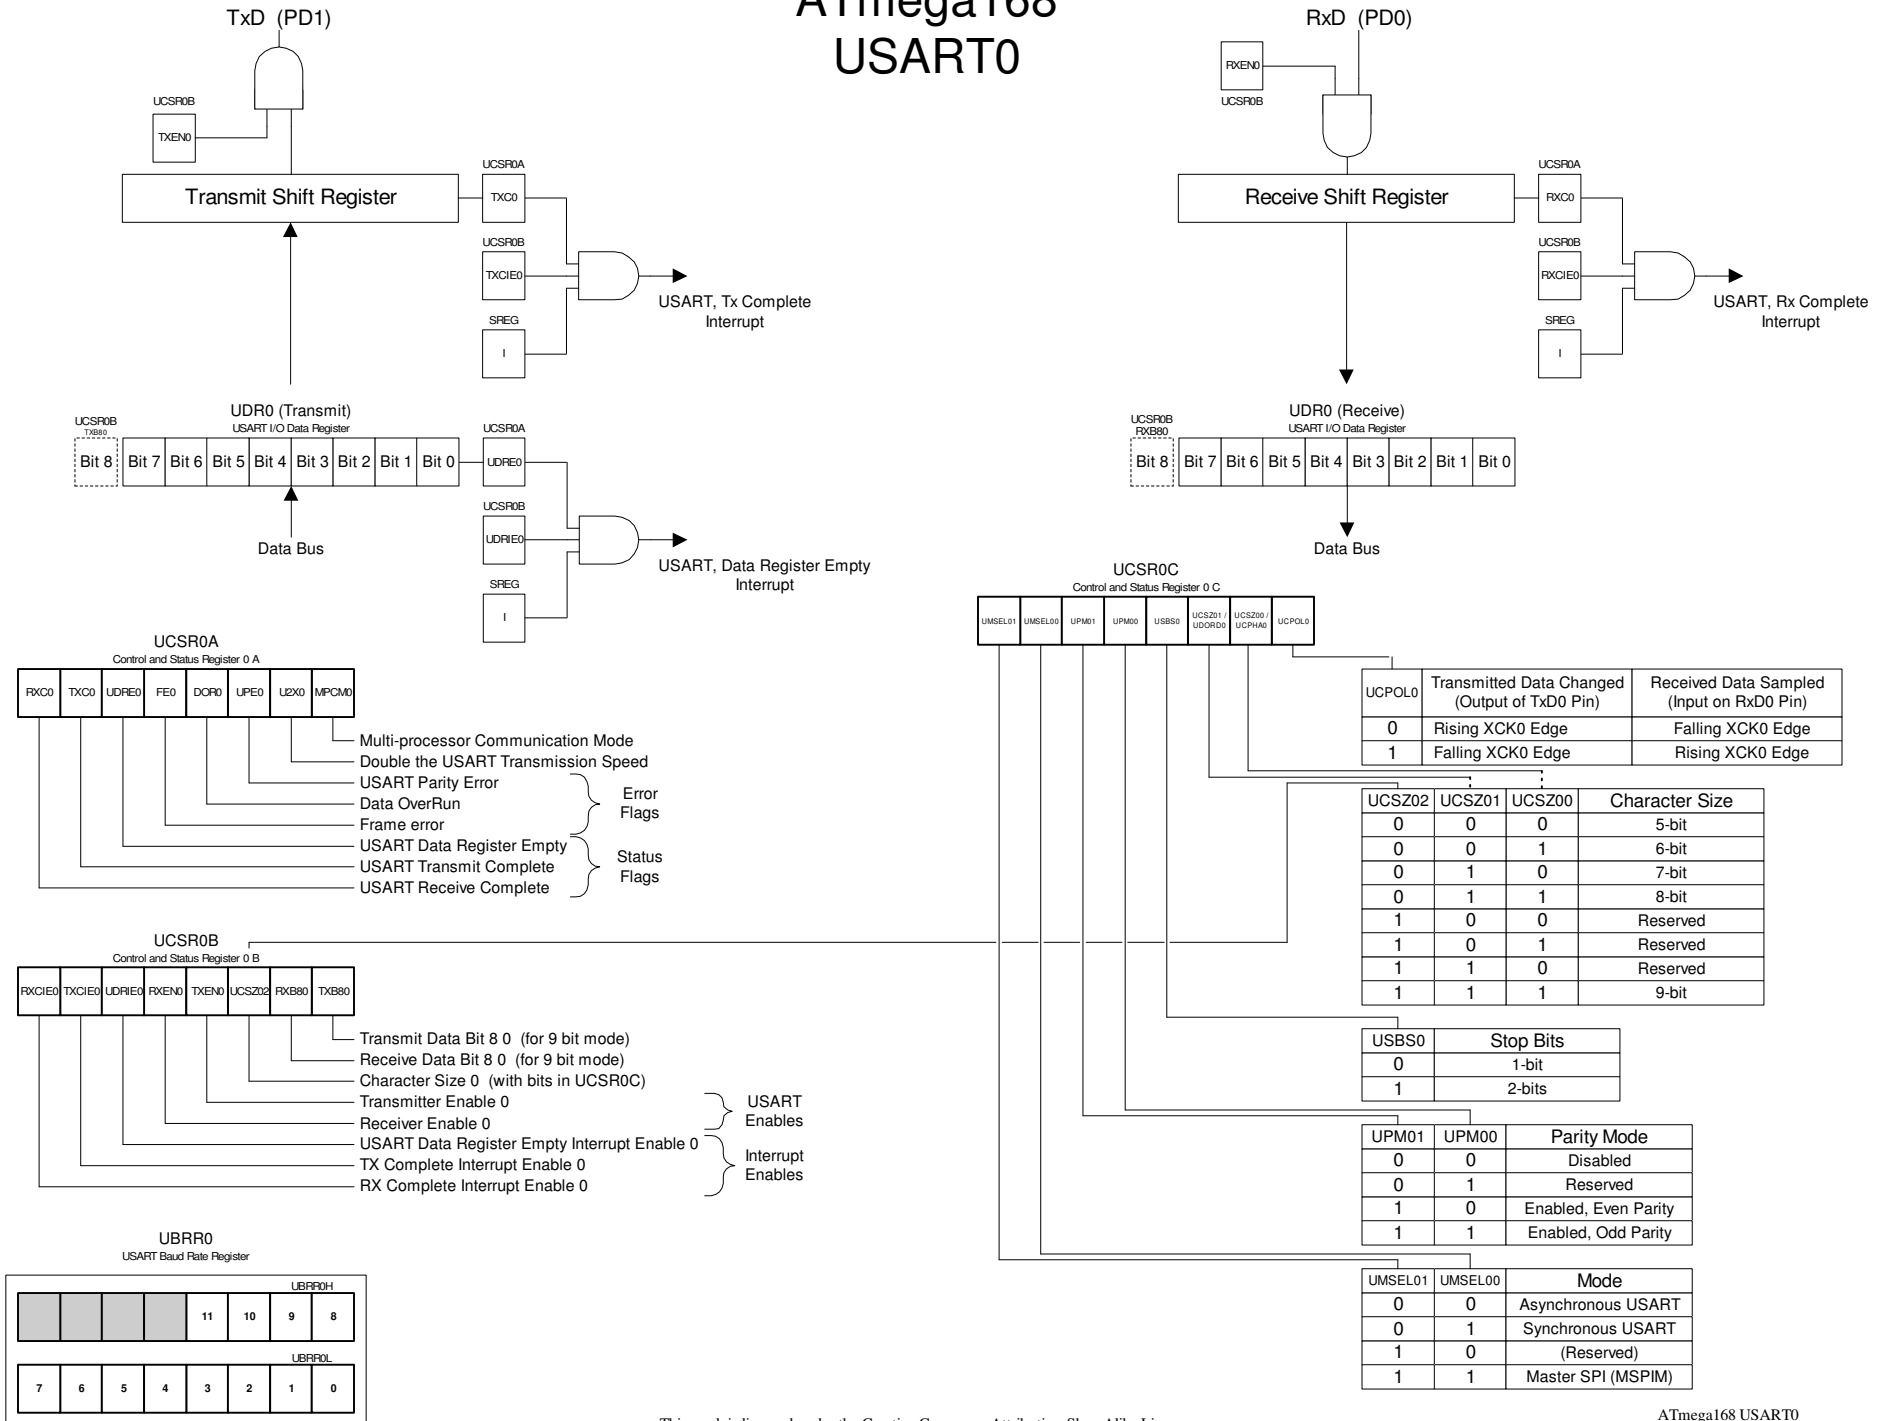 ATmega168
USART0
TxD (PD1)
UCSR0B
TXEN0
Transmit Shift Register
UCSR0A
TXC0
UCSR0B
TXCIE0
SREG
I
USART, Tx Complete
Interrupt
UDR0 (Transmit)
USART I/O Data Register
UCSR0B
TXB80
Bit 8 Bit 7 Bit 6 Bit 5 Bit 4 Bit 3 Bit 2 Bit 1 Bit 0
Data Bus
UCSR0A
UDRE0
UCSR0B
UDRIE0
SREG
I
USART, Data Register Empty
Interrupt
RxD (PD0)
RXEN0
UCSR0B
Receive Shift Register
UCSR0A
RXC0
UCSR0B
RXCIE0
SREG
I
USART, Rx Complete
Interrupt
UDR0 (Receive)
USART I/O Data Register
UCSR0B
RXB80
Bit 8 Bit 7 Bit 6 Bit 5 Bit 4 Bit 3 Bit 2 Bit 1 Bit 0
Data Bus
UCSR0A
Control and Status Register 0 A
RXC0 TXC0 UDRE0 FE0 DOR0 UPE0 U2X0 MPCM0
Multi-processor Communication Mode
Double the USART Transmission Speed
USART Parity Error
Data OverRun
Frame error
Error
Flags
USART Data Register Empty
USART Transmit Complete
USART Receive Complete
Status
Flags
UCSR0B
Control and Status Register 0 B
RXCIE0 TXCIE0 UDRIE0 RXEN0 TXEN0 UCSZ02 RXB80 TXB80
Transmit Data Bit 8 0 (for 9 bit mode)
Receive Data Bit 8 0 (for 9 bit mode)
Character Size 0 (with bits in UCSR0C)
Transmitter Enable 0
Receiver Enable 0
USART
Enables
USART Data Register Empty Interrupt Enable 0
TX Complete Interrupt Enable 0
RX Complete Interrupt Enable 0
Interrupt
Enables
UBRR0
USART Baud Rate Register
UBRR0H
11 10 9 8
UBRR0L
7 6 5 4 3 2 1 0
UCSR0C
Control and Status Register 0 C
UMSEL01 UMSEL00 UPM01 UPM00 USBS0 UCSZ01 / UDORD0 UCSZ00 / UCPHA0 UCPOL0
UCPOL0 Transmitted Data Changed (Output of TxD0 Pin) Received Data Sampled (Input on RxD0 Pin)
0 Rising XCK0 Edge Falling XCK0 Edge
1 Falling XCK0 Edge Rising XCK0 Edge
UCSZ02 UCSZ01 UCSZ00 Character Size
0 0 0 5-bit
0 0 1 6-bit
0 1 0 7-bit
0 1 1 8-bit
1 0 0 Reserved
1 0 1 Reserved
1 1 0 Reserved
1 1 1 9-bit
USBS0 Stop Bits
0 1-bit
1 2-bits
UPM01 UPM00 Parity Mode
0 0 Disabled
0 1 Reserved
1 0 Enabled, Even Parity
1 1 Enabled, Odd Parity
UMSEL01 UMSEL00 Mode
0 0 Asynchronous USART
0 1 Synchronous USART
1 0 (Reserved)
1 1 Master SPI (MSPIM)
ATmega168 USART0